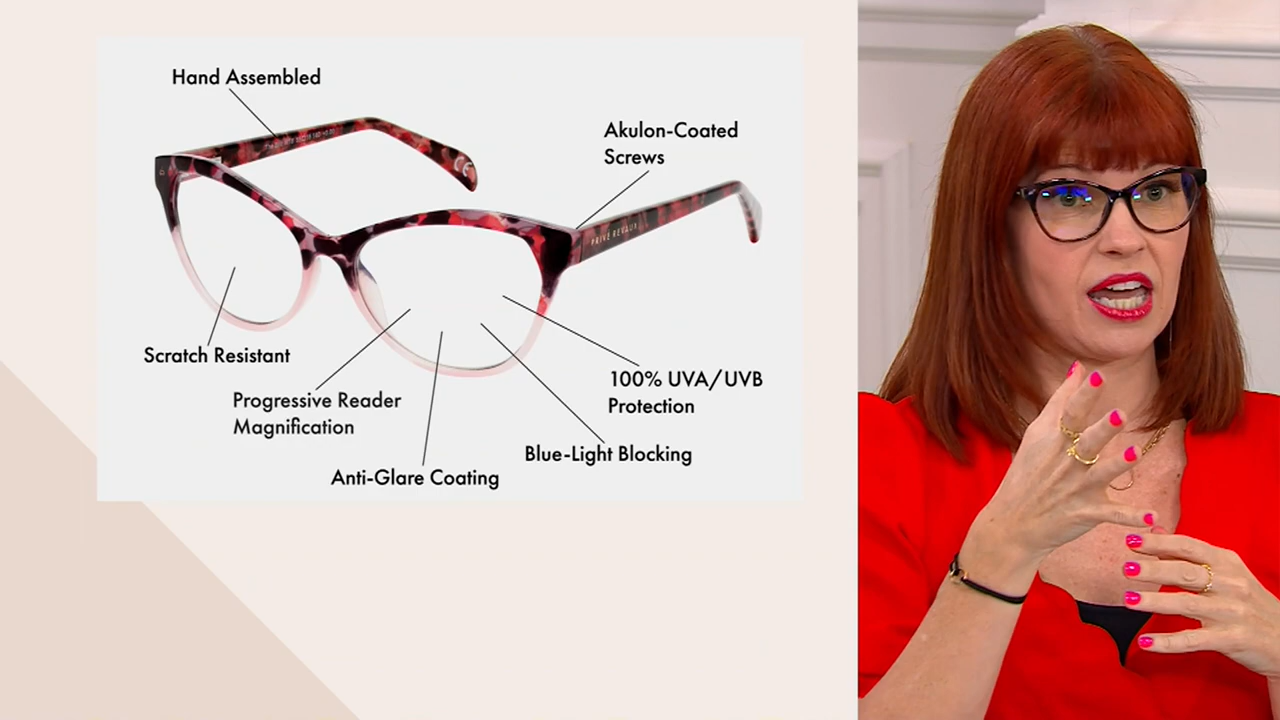 Hand Assembled
Akulon-Coated
Screws
PRIVÉ REVAUX
Scratch Resistant
100% UVA/UVB
Protection
Progressive Reader
Magnification
Blue-Light Blocking
Anti-Glare Coating
CE